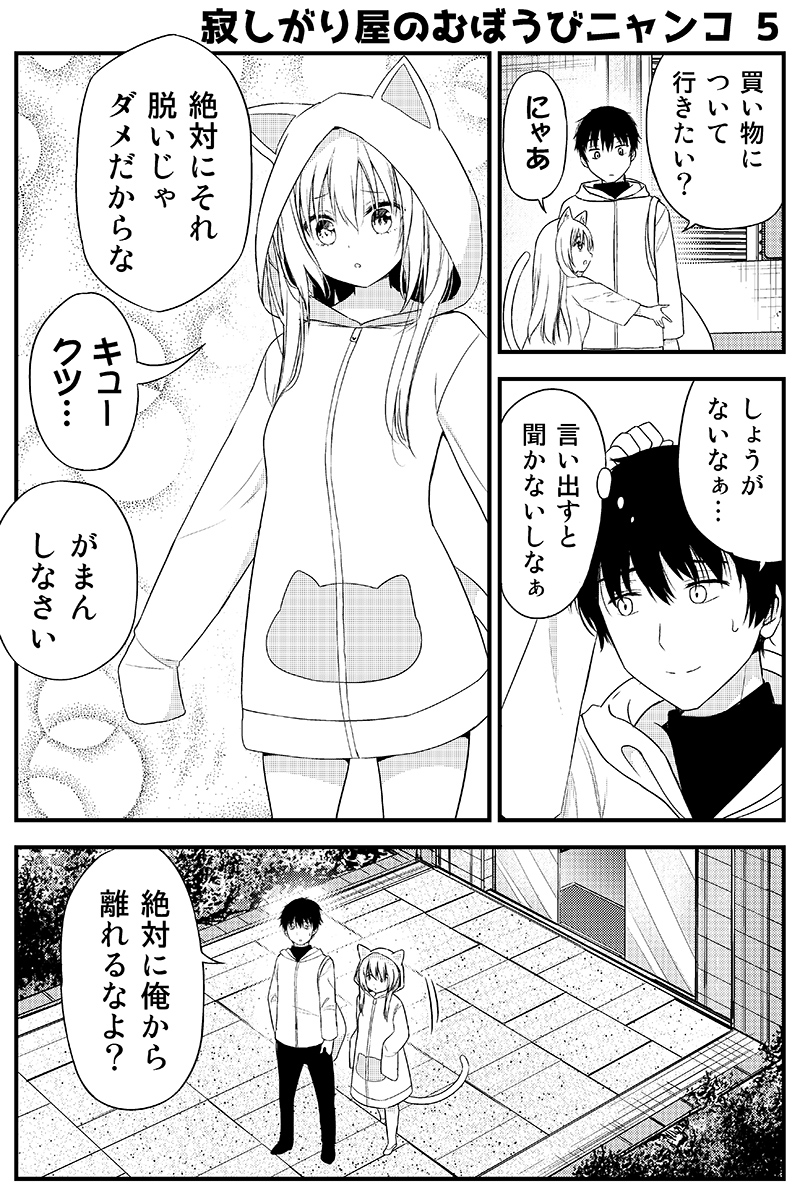 寂しがり屋のむぼうびニャンコ 5
買い物に
ついて
行きたい?
にゃあ
しょうが
ないなぁ…
言い出すと
聞かないしなぁ
絶対にそれ
脱いじゃ
ダメだからな
キュー
クツ…
がまん
しなさい
絶対に俺から
離れるなよ?